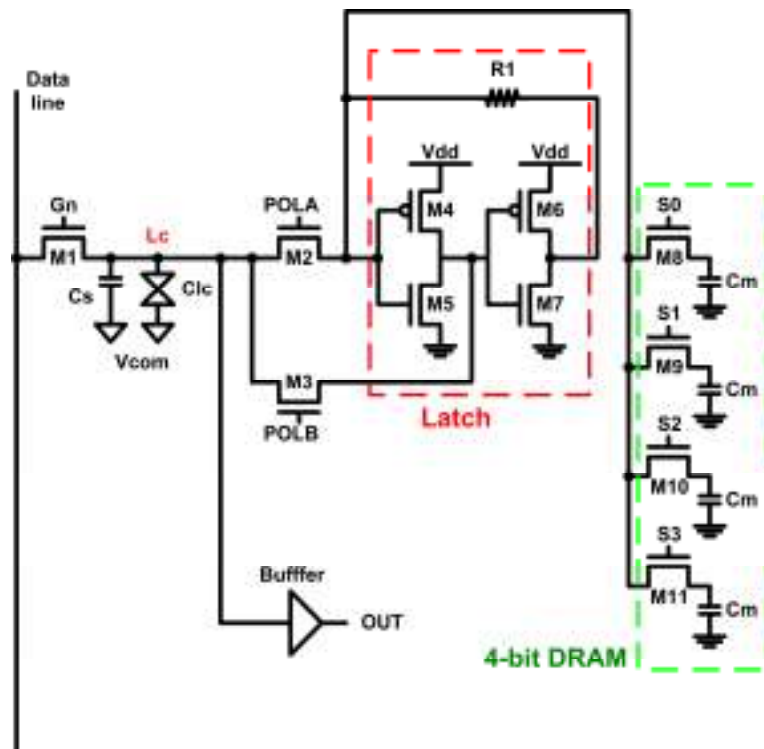 Data
line
R1
Vdd
Vdd
Gn
POLA
S0
M4
M6
Lc
M1
M2
M8
Cs
Clc
Cm
M5
M7
S1
Vcom
M3
M9
Cm
POLB
Latch
S2
M10
Cm
S3
Bufffer
M11
Cm
OUT
4-bit DRAM